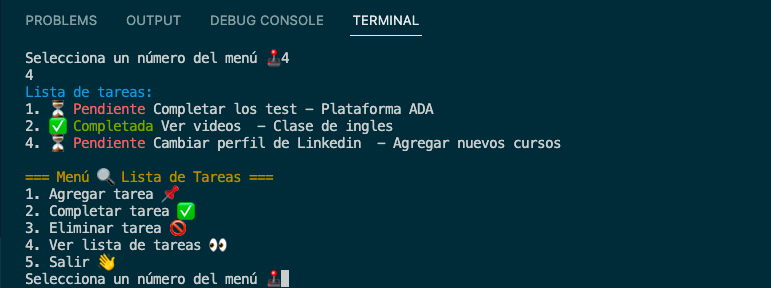 PROBLEMS OUTPUT DEBUG CONSOLE TERMINAL
Selecciona un número del menú 🕹️4
4
Lista de tareas:
1. ⏳ Pendiente Completar los test - Plataforma ADA
2. ✅ Completada Ver videos  - Clase de ingles
4. ⏳ Pendiente Cambiar perfil de Linkedin  - Agregar nuevos cursos
=== Menú 🔍 Lista de Tareas ===
1. Agregar tarea 📌
2. Completar tarea ✅
3. Eliminar tarea 🚫
4. Ver lista de tareas 👀
5. Salir 👋
Selecciona un número del menú 🕹️